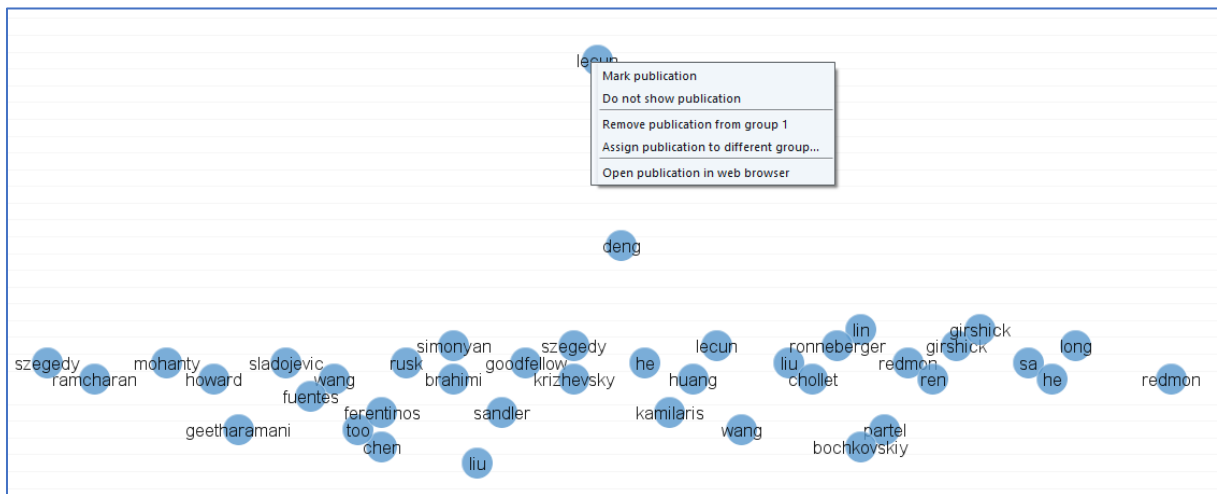 lecun
Mark publication
Do not show publication
Remove publication from group 1
Assign publication to different group...
Open publication in web browser
deng
lin
girshick
simonyan
szegedy
lecun
ronneberger
girshick
long
szegedy
mohanty
sladojevic
rusk
goodfellow
he
liu
redmon
sa
ramcharan
howard
wang
brahimi
krizhevsky
huang
chollet
ren
he
redmon
fuentes
ferentinos
sandler
kamilaris
geetharamani
too
wang
partel
chen
bochkovskiy
liu